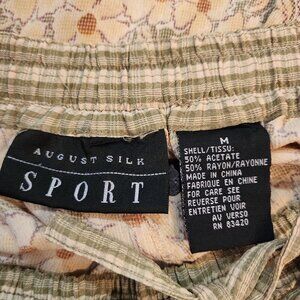 AUGUST SILK
SPORT
M
SHELL/TISSU:
50% ACETATE
50% RAYON/RAYONNE
MADE IN CHINA
FABRIQUE EN CHINE
FOR CARE SEE
REVERSE POUR
ENTRETIEN VOIR
AU VERSO
RN 83420